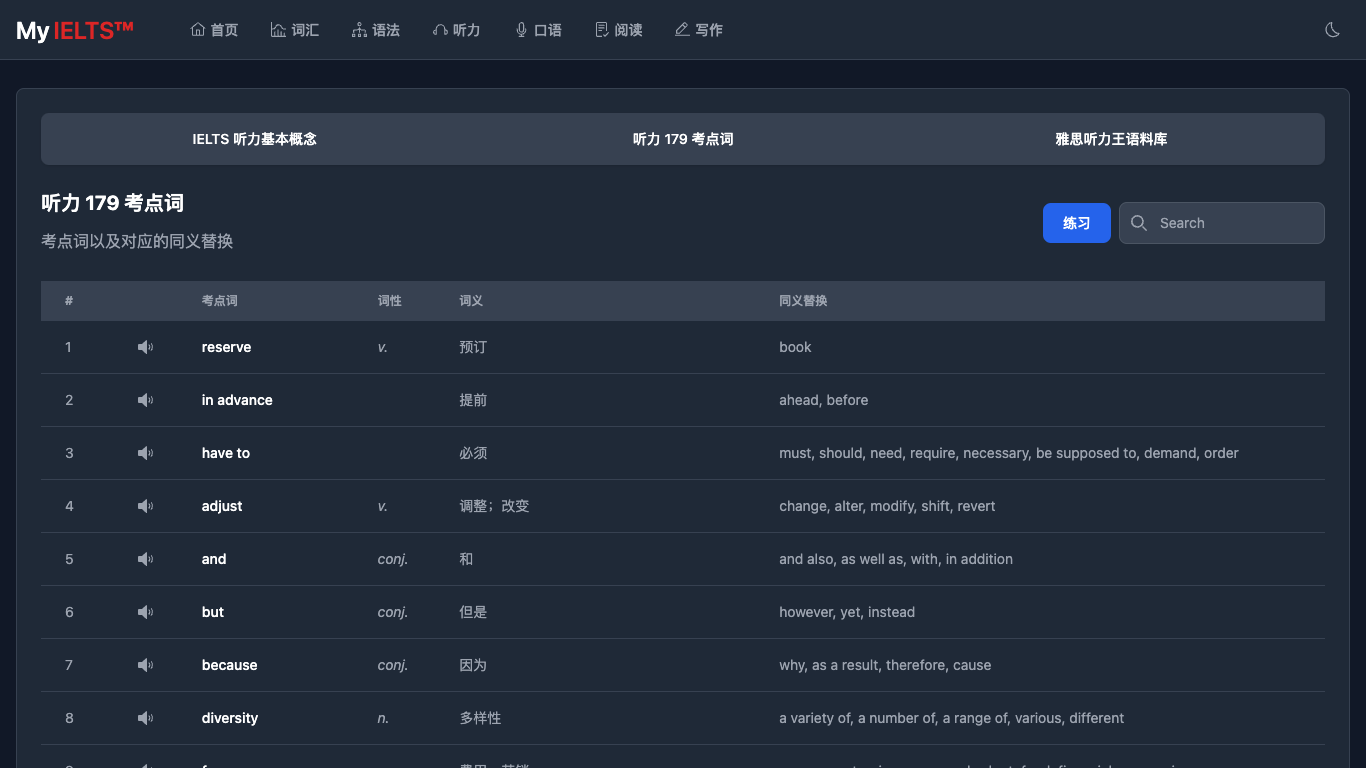 My IELTS™ 首页 词汇 语法 听力 口语 阅读 写作
IELTS 听力基本概念 听力 179 考点词 雅思听力王语料库
听力 179 考点词
考点词以及对应的同义替换
练习 Search
# 考点词 词性 词义 同义替换
1 reserve v. 预订 book
2 in advance 提前 ahead, before
3 have to 必须 must, should, need, require, necessary, be supposed to, demand, order
4 adjust v. 调整；改变 change, alter, modify, shift, revert
5 and conj. 和 and also, as well as, with, in addition
6 but conj. 但是 however, yet, instead
7 because conj. 因为 why, as a result, therefore, cause
8 diversity n. 多样性 a variety of, a number of, a range of, various, different